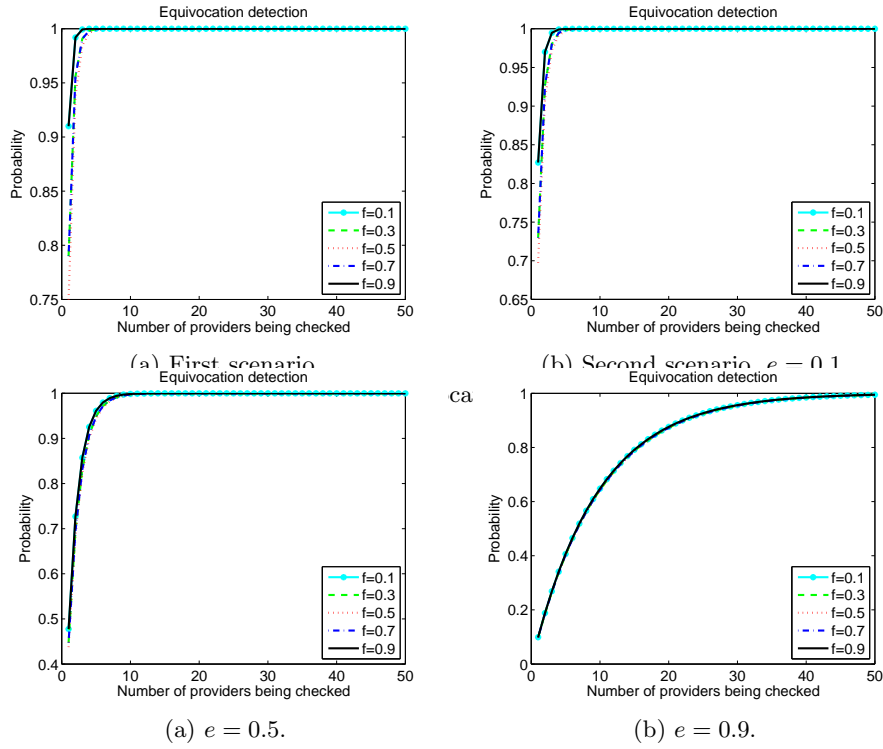 Equivocation detection
1
0.95
0.9
0.85
0.8
0.75
Probability
0 10 20 30 40 50
Number of providers being checked
f=0.1
f=0.3
f=0.5
f=0.7
f=0.9
(a) First scenario
Equivocation detection
1
0.95
0.9
0.85
0.8
0.75
0.7
0.65
Probability
0 10 20 30 40 50
Number of providers being checked
f=0.1
f=0.3
f=0.5
f=0.7
f=0.9
(b) Second scenario, e = 0.1
ca
Equivocation detection
1
0.9
0.8
0.7
0.6
0.5
0.4
Probability
0 10 20 30 40 50
Number of providers being checked
f=0.1
f=0.3
f=0.5
f=0.7
f=0.9
(a) e = 0.5.
Equivocation detection
1
0.8
0.6
0.4
0.2
0
Probability
0 10 20 30 40 50
Number of providers being checked
f=0.1
f=0.3
f=0.5
f=0.7
f=0.9
(b) e = 0.9.